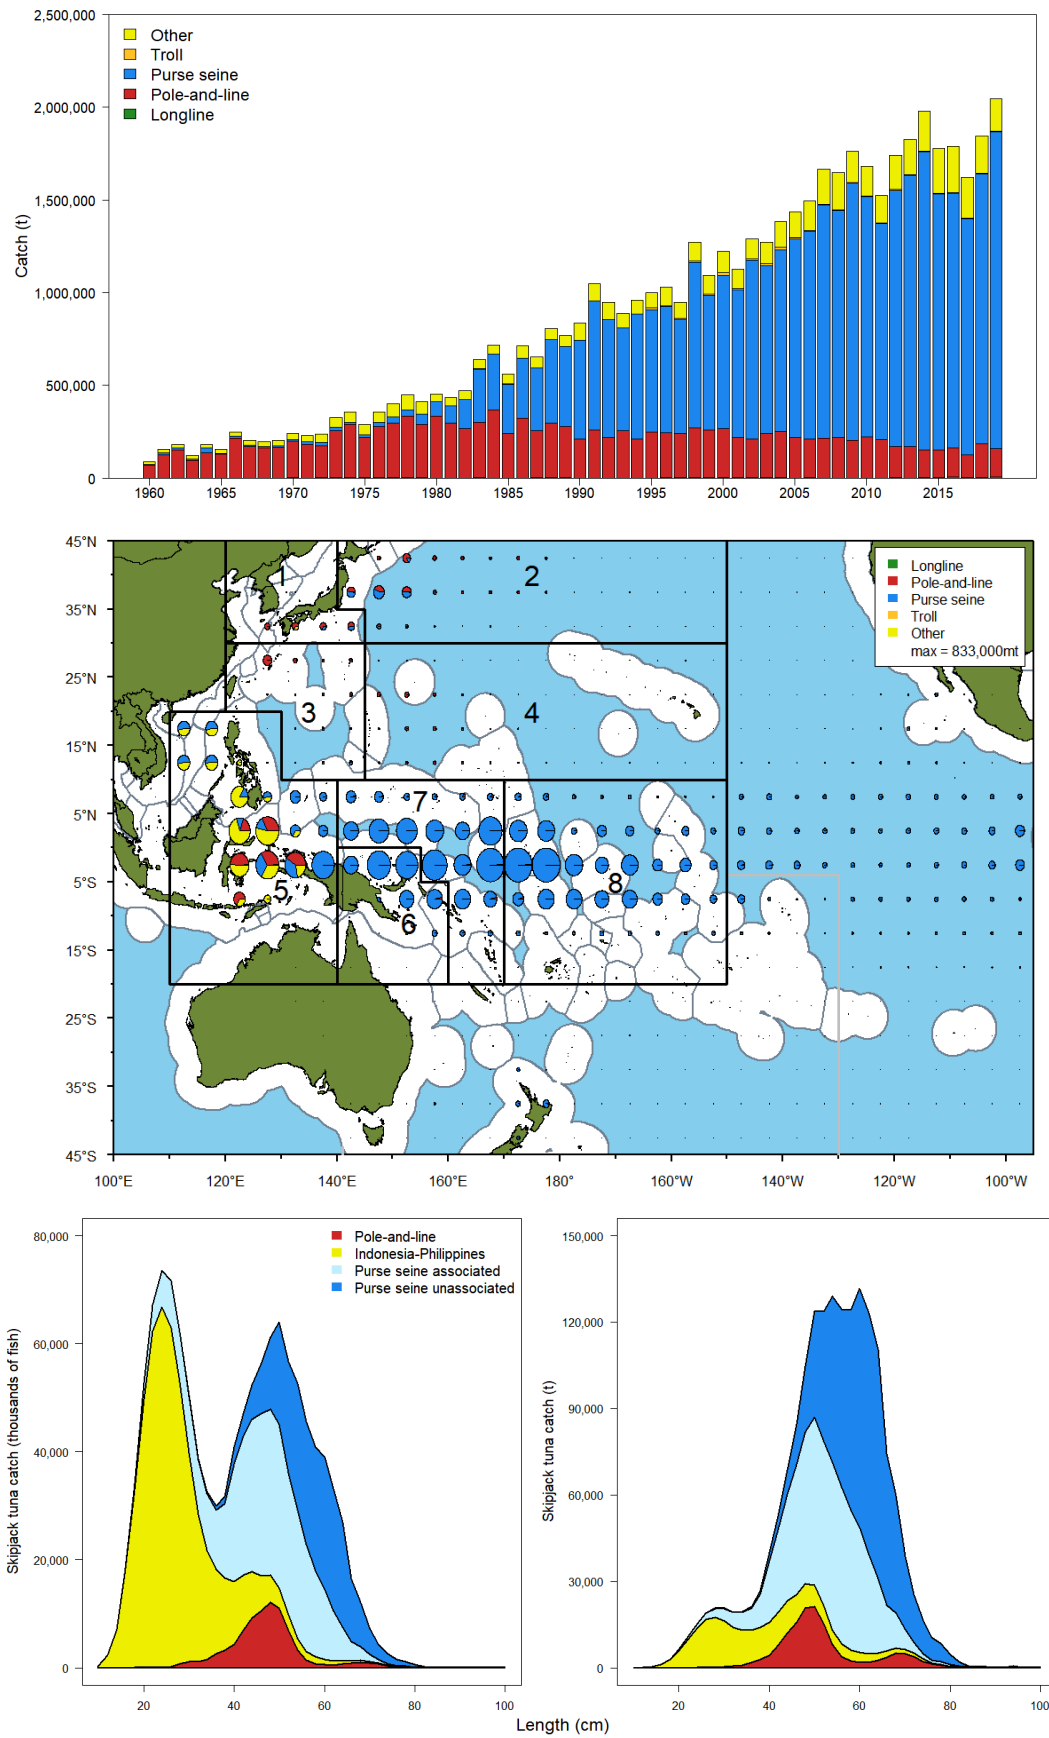 2,500,000
2,000,000
1,500,000
1,000,000
500,000
0
Catch (t)
Other
Troll
Purse seine
Pole-and-line
Longline
1960 1965 1970 1975 1980 1985 1990 1995 2000 2005 2010 2015
45°N
35°N
25°N
15°N
5°N
5°S
15°S
25°S
35°S
45°S
1
2
3
4
5
6
7
8
Longline
Pole-and-line
Purse seine
Troll
Other
max = 833,000mt
100°E 120°E 140°E 160°E 180° 160°W 140°W 120°W 100°W
Skipjack tuna catch (thousands of fish)
80,000
60,000
40,000
20,000
0
Pole-and-line
Indonesia-Philippines
Purse seine associated
Purse seine unassociated
20 40 60 80 100
Skipjack tuna catch (t)
150,000
120,000
90,000
60,000
30,000
0
20 40 60 80 100
Length (cm)